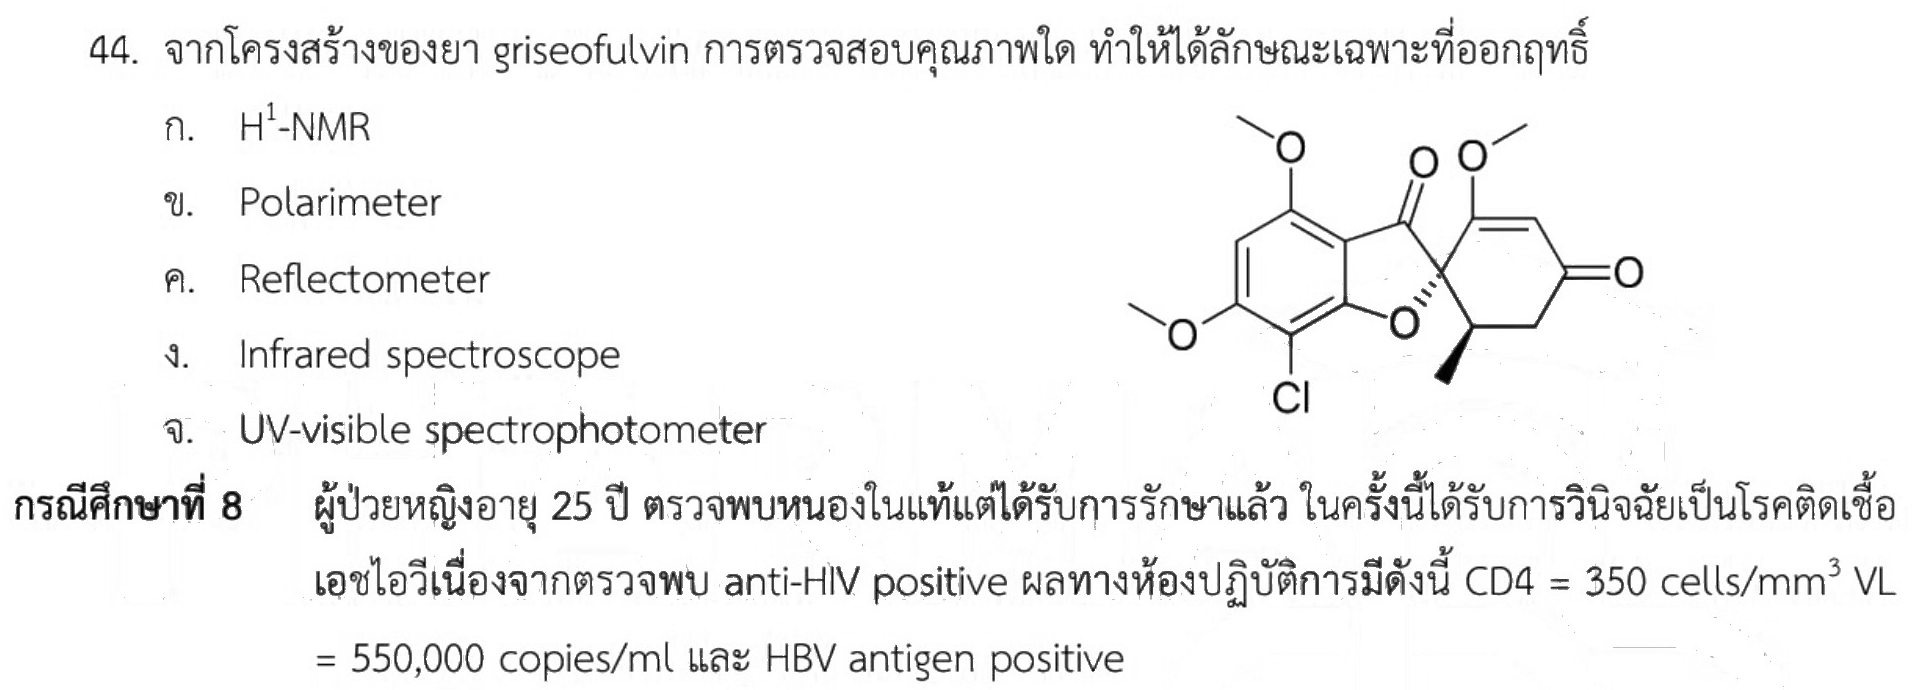 44. จากโครงสร้างของยา griseofulvin การตรวจสอบคุณภาพใด ทำให้ได้ลักษณะเฉพาะที่ออกฤทธิ์
ก. H¹-NMR
ข. Polarimeter
ค. Reflectometer
ง. Infrared spectroscope
จ. UV-visible spectrophotometer
O
O
O
O
O
O
Cl
กรณีศึกษาที่ 8 ผู้ป่วยหญิงอายุ 25 ปี ตรวจพบหนองในแท้แต่ได้รับการรักษาแล้ว ในครั้งนี้ได้รับการวินิจฉัยเป็นโรคติดเชื้อ
เอชไอวีเนื่องจากตรวจพบ anti-HIV positive ผลทางห้องปฏิบัติการมีดังนี้ CD4 = 350 cells/mm³ VL
= 550,000 copies/ml และ HBV antigen positive